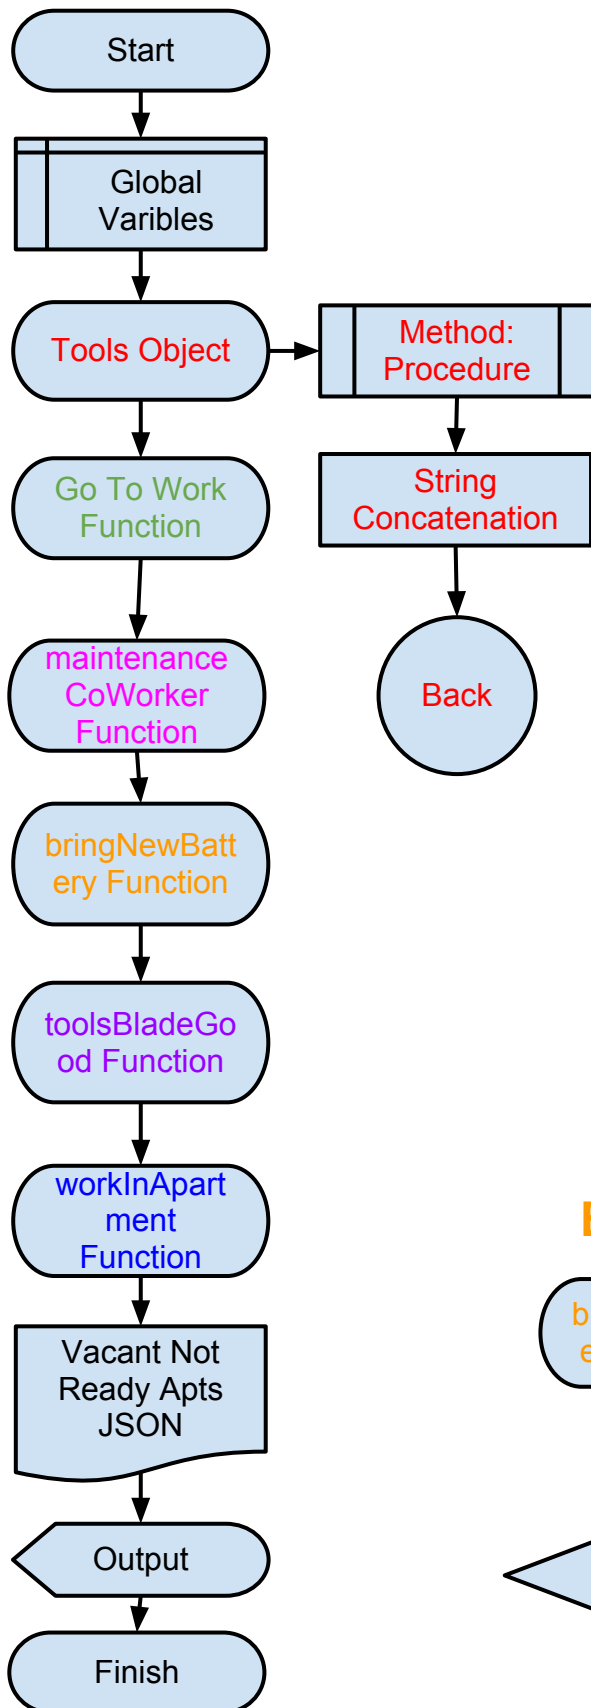 Start
Global
Varibles
Tools Object
Method:
Procedure
Go To Work
Function
String
Concatenation
maintenance
CoWorker
Function
Back
bringNewBatt
ery Function
toolsBladeGo
od Function
workInApart
ment
Function
Vacant Not
Ready Apts
JSON
Output
Finish